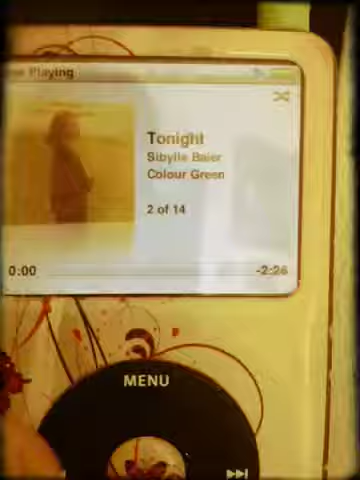 Playing
Tonight
Sibylle Baier
Colour Green
2 of 14
0:00
-2:26
MENU